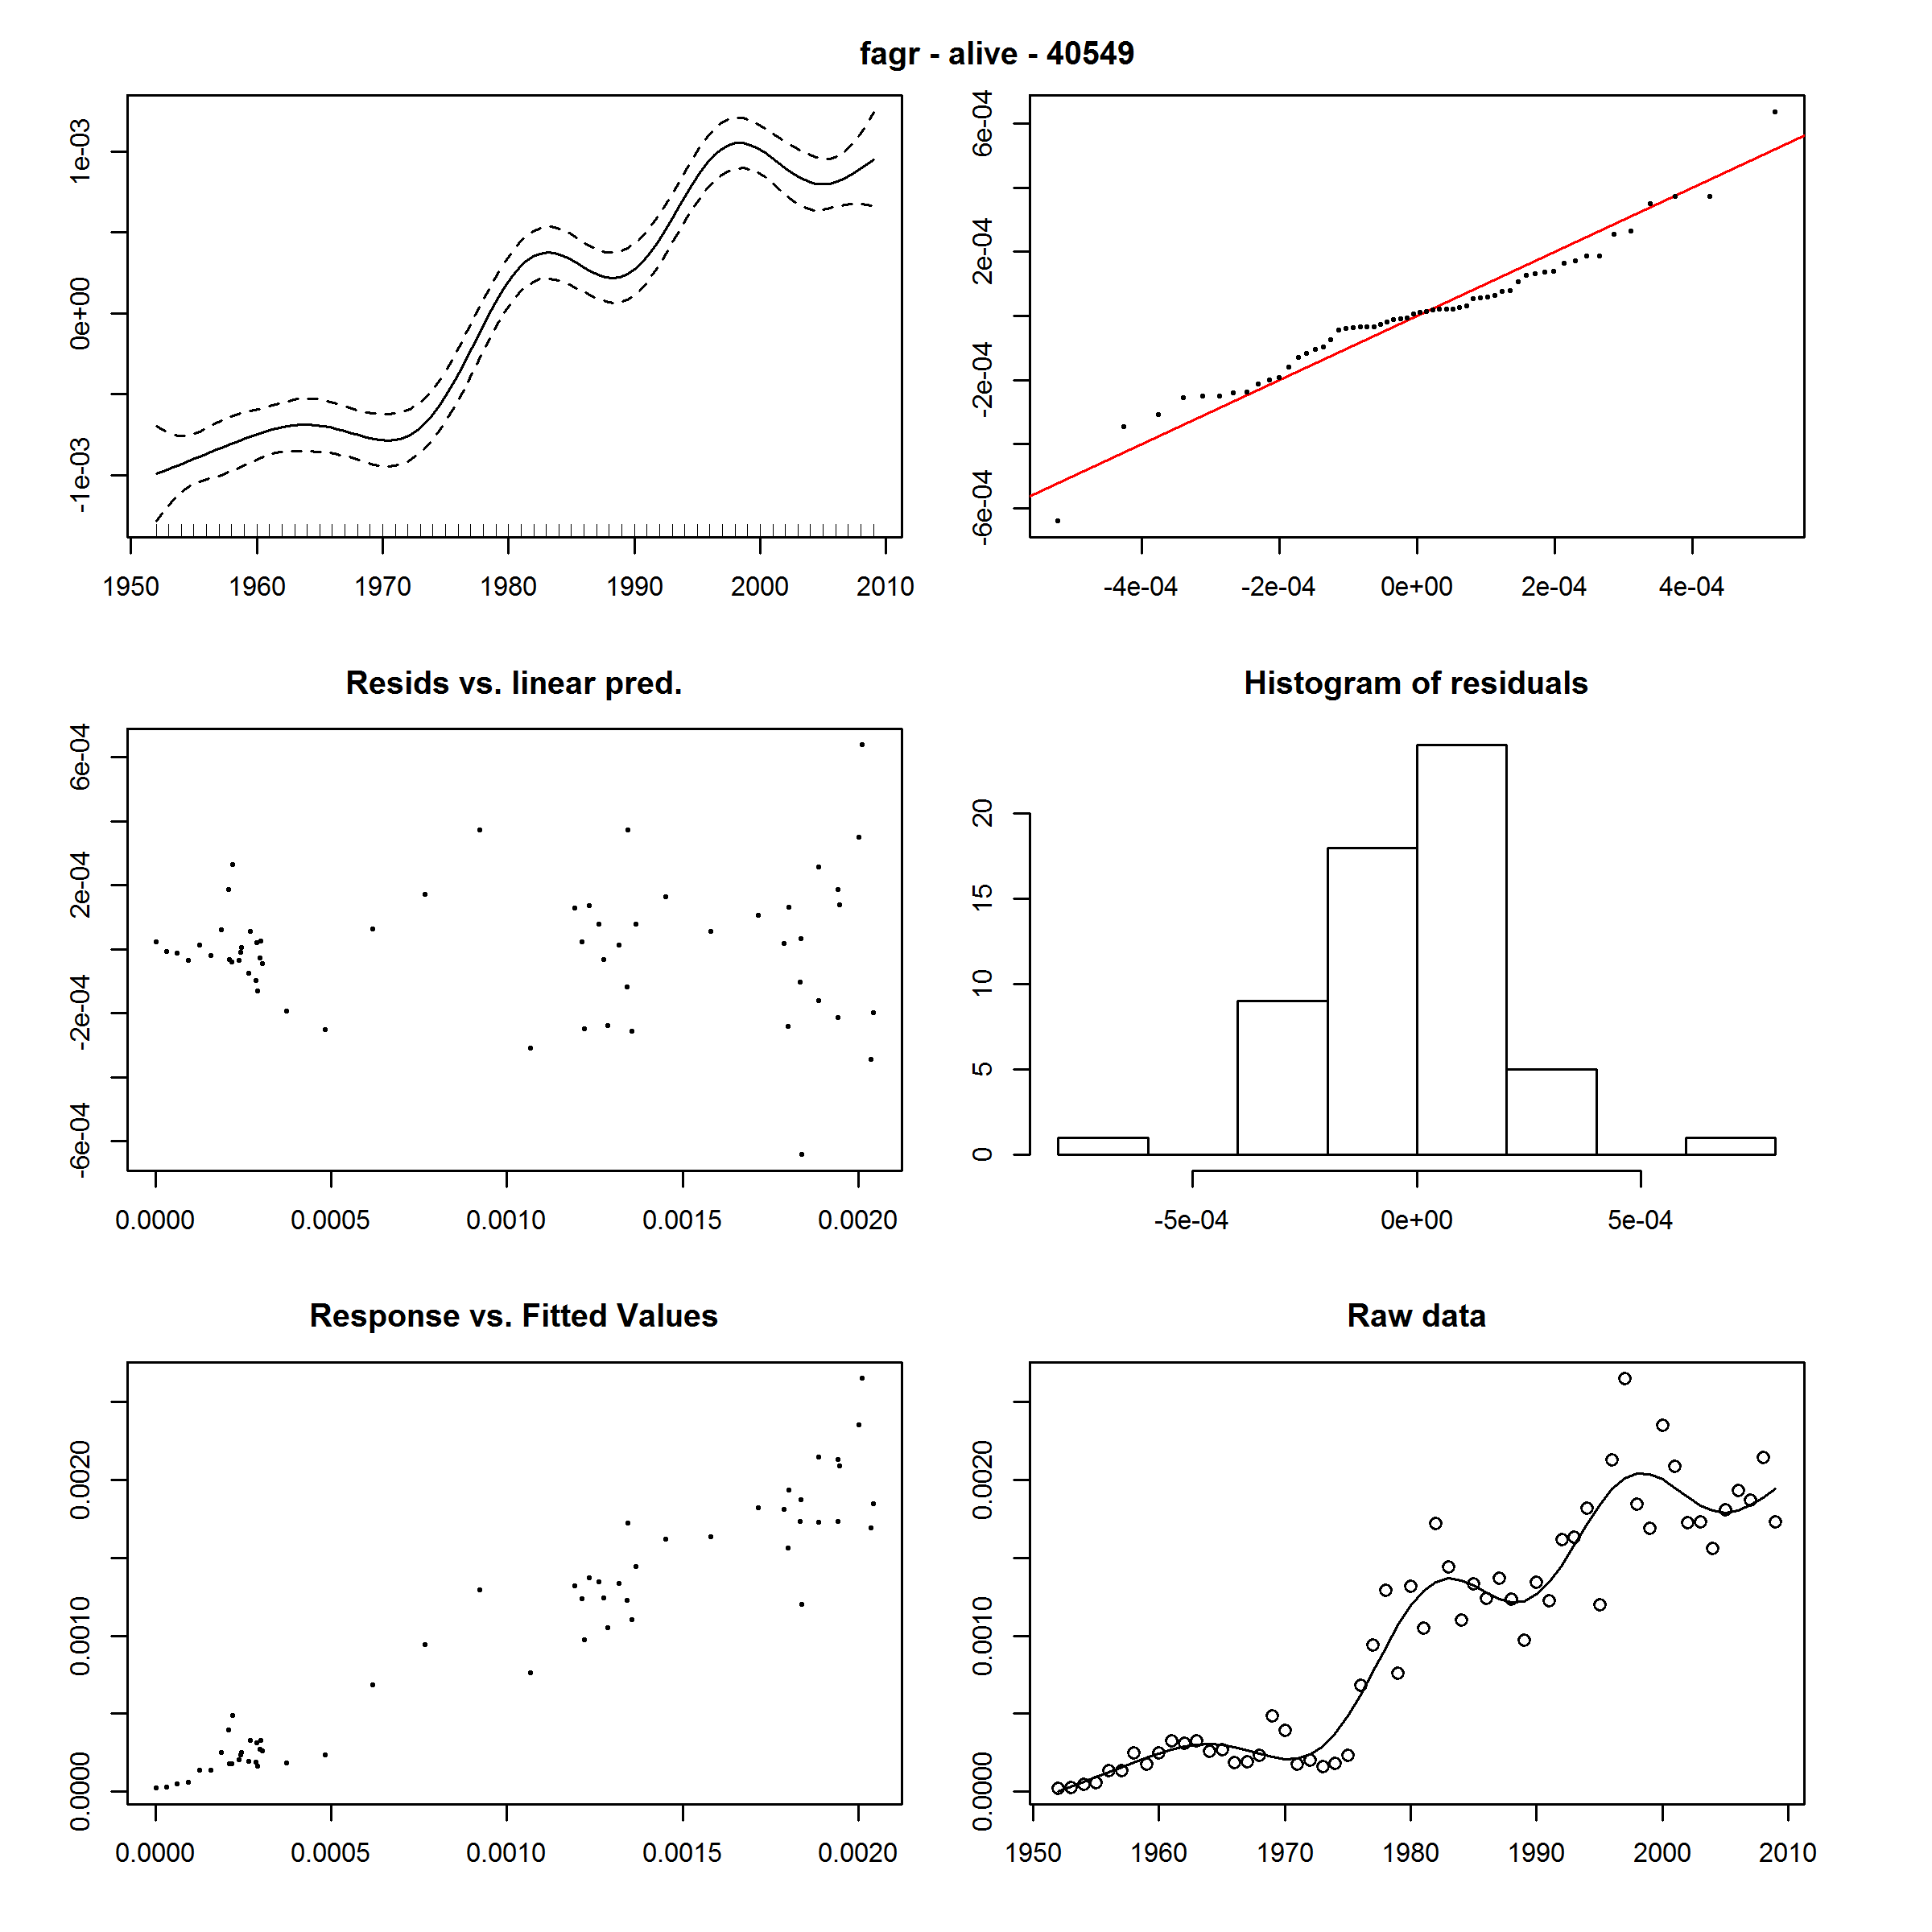 fagr - alive - 40549
1e-03
0e+00
-1e-03
1950 1960 1970 1980 1990 2000 2010
6e-04
2e-04
-2e-04
-6e-04
-4e-04 -2e-04 0e+00 2e-04 4e-04
Resids vs. linear pred.
6e-04
2e-04
-2e-04
-6e-04
0.0000 0.0005 0.0010 0.0015 0.0020
Histogram of residuals
20
15
10
5
0
-5e-04 0e+00 5e-04
Response vs. Fitted Values
0.0020
0.0010
0.0000
0.0000 0.0005 0.0010 0.0015 0.0020
Raw data
0.0020
0.0010
0.0000
1950 1960 1970 1980 1990 2000 2010